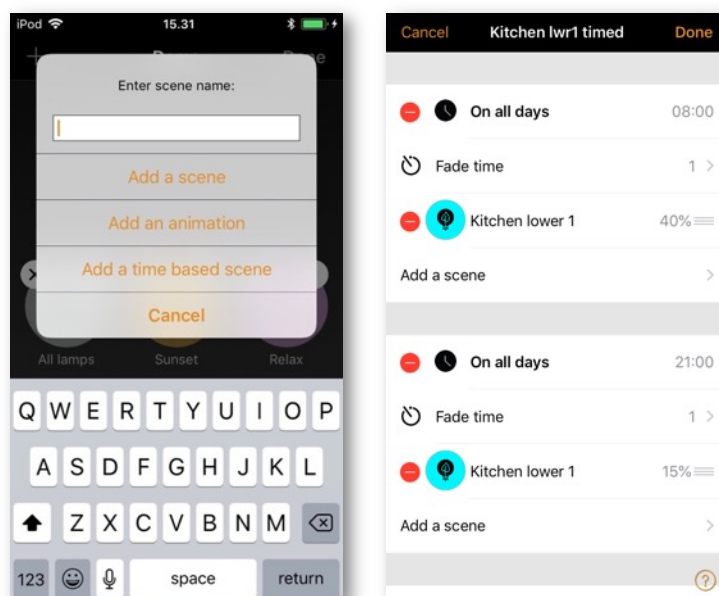 iPod 15.31
Enter scene name:
Add a scene
Add an animation
Add a time based scene
Cancel
All lamps Sunset Relax
Q W E R T Y U I O P
A S D F G H J K L
Z X C V B N M
123 space return
Cancel Kitchen lwr1 timed Done
On all days 08:00
Fade time 1 >
Kitchen lower 1 40%
Add a scene >
On all days 21:00
Fade time 1 >
Kitchen lower 1 15%
Add a scene >
?